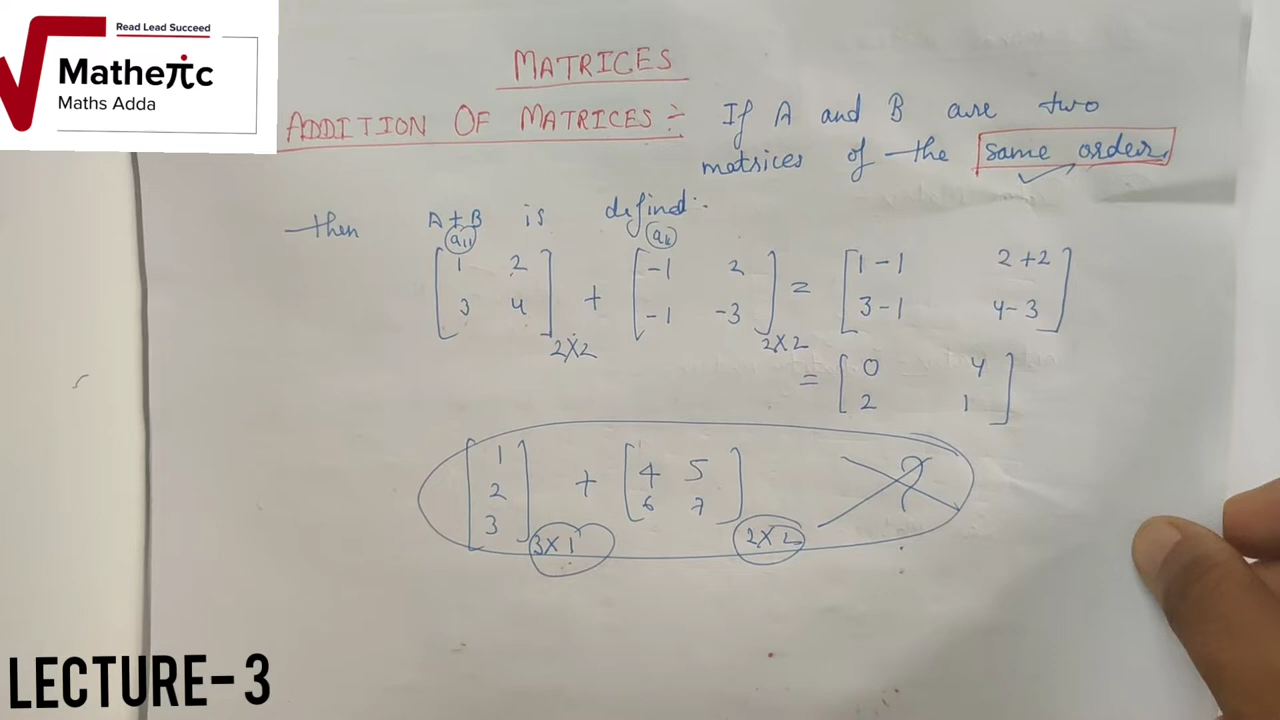 Read Lead Succeed
Matheπc
Maths Adda
MATRICES
ADDITION OF MATRICES :- If A and B are two
matrices of the same order.
then A+B is defined.
a11 a11
[1 2 3 4] 2X2 + [-1 2 -1 -3] 2X2 = [1-1 2+2 3-1 4-3]
= [0 4 2 1]
[1 2 3] 3X1 + [4 5 6 7] 2X2 ?
LECTURE-3